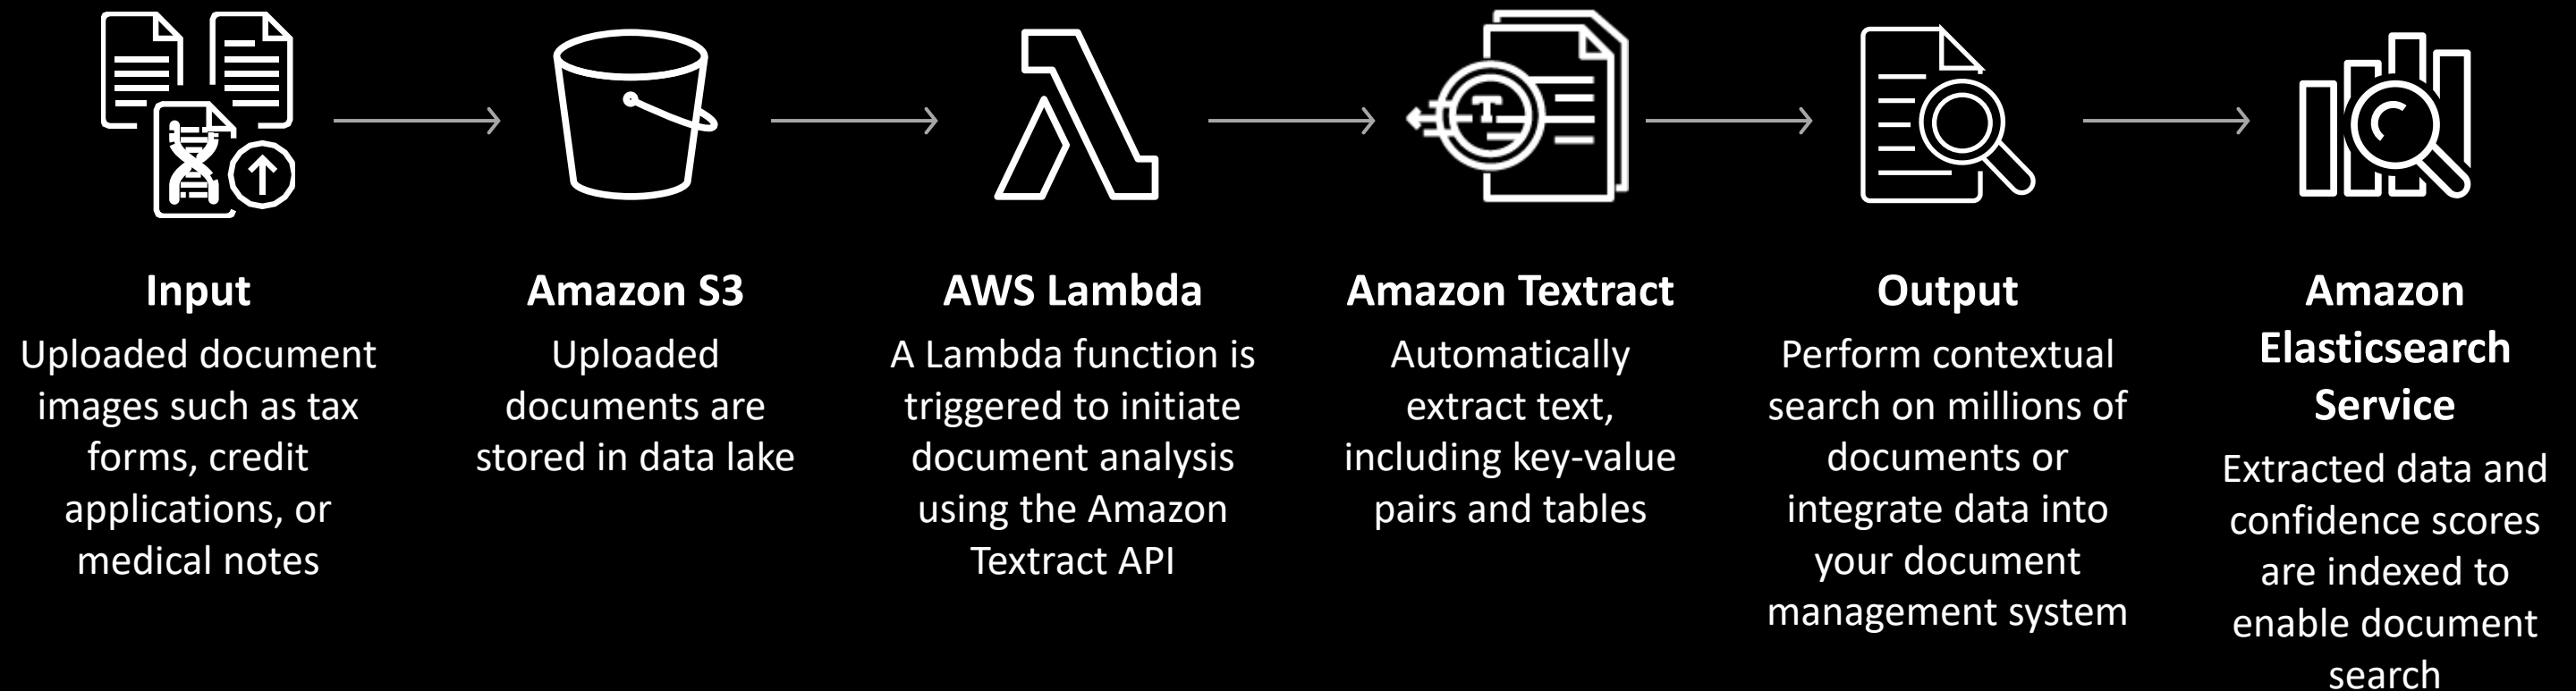 Input
Uploaded document
images such as tax
forms, credit
applications, or
medical notes
Amazon S3
Uploaded
documents are
stored in data lake
AWS Lambda
A Lambda function is
triggered to initiate
document analysis
using the Amazon
Textract API
T
Amazon Textract
Automatically
extract text,
including key-value
pairs and tables
Output
Perform contextual
search on millions of
documents or
integrate data into
your document
management system
Amazon
Elasticsearch
Service
Extracted data and
confidence scores
are indexed to
enable document
search